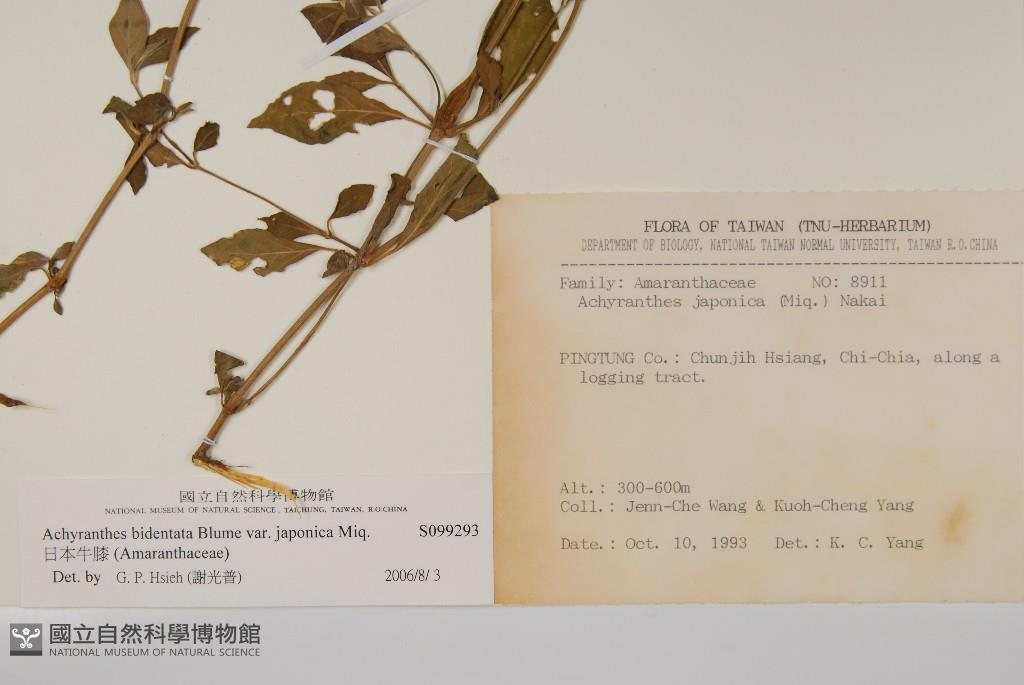 FLORA OF TAIWAN (TNU-HERBARIUM)
DEPARTMENT OF BIOLOGY, NATIONAL TAIWAN NORMAL UNIVERSITY, TAIWAN R.O.CHINA
Family: Amaranthaceae NO: 8911
Achyranthes japonica (Miq.) Nakai
PINGTUNG Co.: Chunjih Hsiang, Chi-Chia, along a
logging tract.
Alt.: 300-600m
Coll.: Jenn-Che Wang & Kuoh-Cheng Yang
Date.: Oct. 10, 1993 Det.: K. C. Yang
國立自然科學博物館
NATIONAL MUSEUM OF NATURAL SCIENCE, TAICHUNG, TAIWAN, R.O.CHINA
Achyranthes bidentata Blume var. japonica Miq. S099293
日本牛膝 (Amaranthaceae)
Det. by G. P. Hsieh (謝光普) 2006/8/ 3
國立自然科學博物館
NATIONAL MUSEUM OF NATURAL SCIENCE